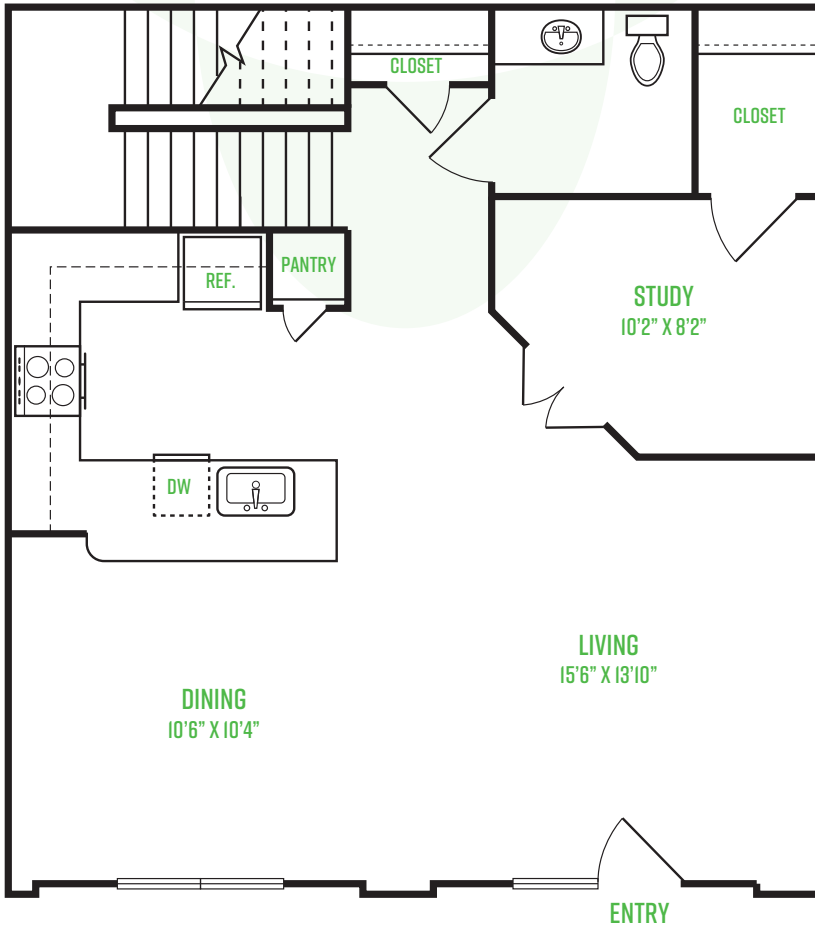 CLOSET
CLOSET
REF.
PANTRY
STUDY
10'2" X 8'2"
DW
LIVING
15'6" X 13'10"
DINING
10'6" X 10'4"
ENTRY